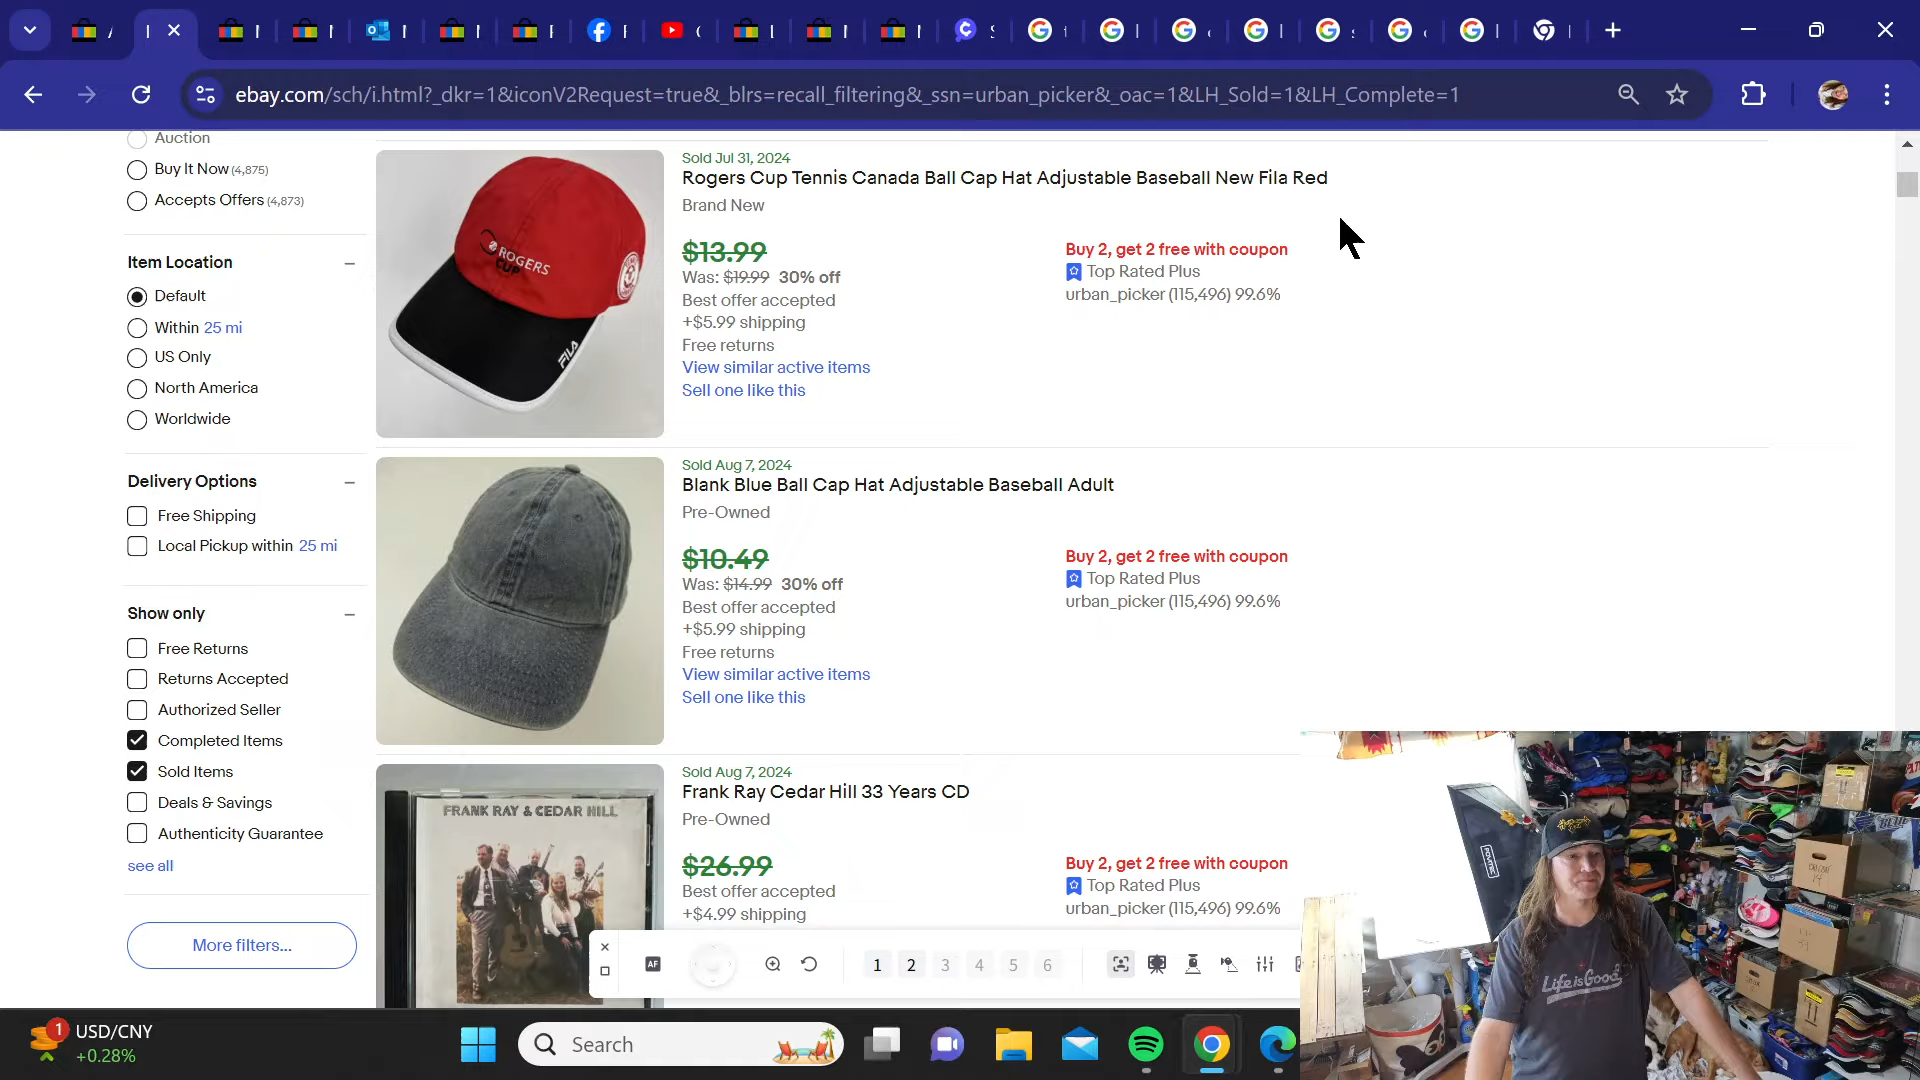 ebay.com/sch/i.html?_dkr=1&iconV2Request=true&_blrs=recall_filtering&_ssn=urban_picker&_oac=1&LH_Sold=1&LH_Complete=1
Auction
Buy It Now (4,875)
Accepts Offers (4,873)
Item Location
Default
Within 25 mi
US Only
North America
Worldwide
Delivery Options
Free Shipping
Local Pickup within 25 mi
Show only
Free Returns
Returns Accepted
Authorized Seller
Completed Items
Sold Items
Deals & Savings
Authenticity Guarantee
see all
More filters...
ROGERS
CUP
FILA
Sold Jul 31, 2024
Rogers Cup Tennis Canada Ball Cap Hat Adjustable Baseball New Fila Red
Brand New
$13.99
Was: $19.99 30% off
Best offer accepted
+$5.99 shipping
Free returns
View similar active items
Sell one like this
Buy 2, get 2 free with coupon
Top Rated Plus
urban_picker (115,496) 99.6%
Sold Aug 7, 2024
Blank Blue Ball Cap Hat Adjustable Baseball Adult
Pre-Owned
$10.49
Was: $14.99 30% off
Best offer accepted
+$5.99 shipping
Free returns
View similar active items
Sell one like this
Buy 2, get 2 free with coupon
Top Rated Plus
urban_picker (115,496) 99.6%
FRANK RAY & CEDAR HILL
Sold Aug 7, 2024
Frank Ray Cedar Hill 33 Years CD
Pre-Owned
$26.99
Best offer accepted
+$4.99 shipping
Buy 2, get 2 free with coupon
Top Rated Plus
urban_picker (115,496) 99.6%
AF
1 2 3 4 5 6
Life is Good
1
USD/CNY
+0.28%
Search